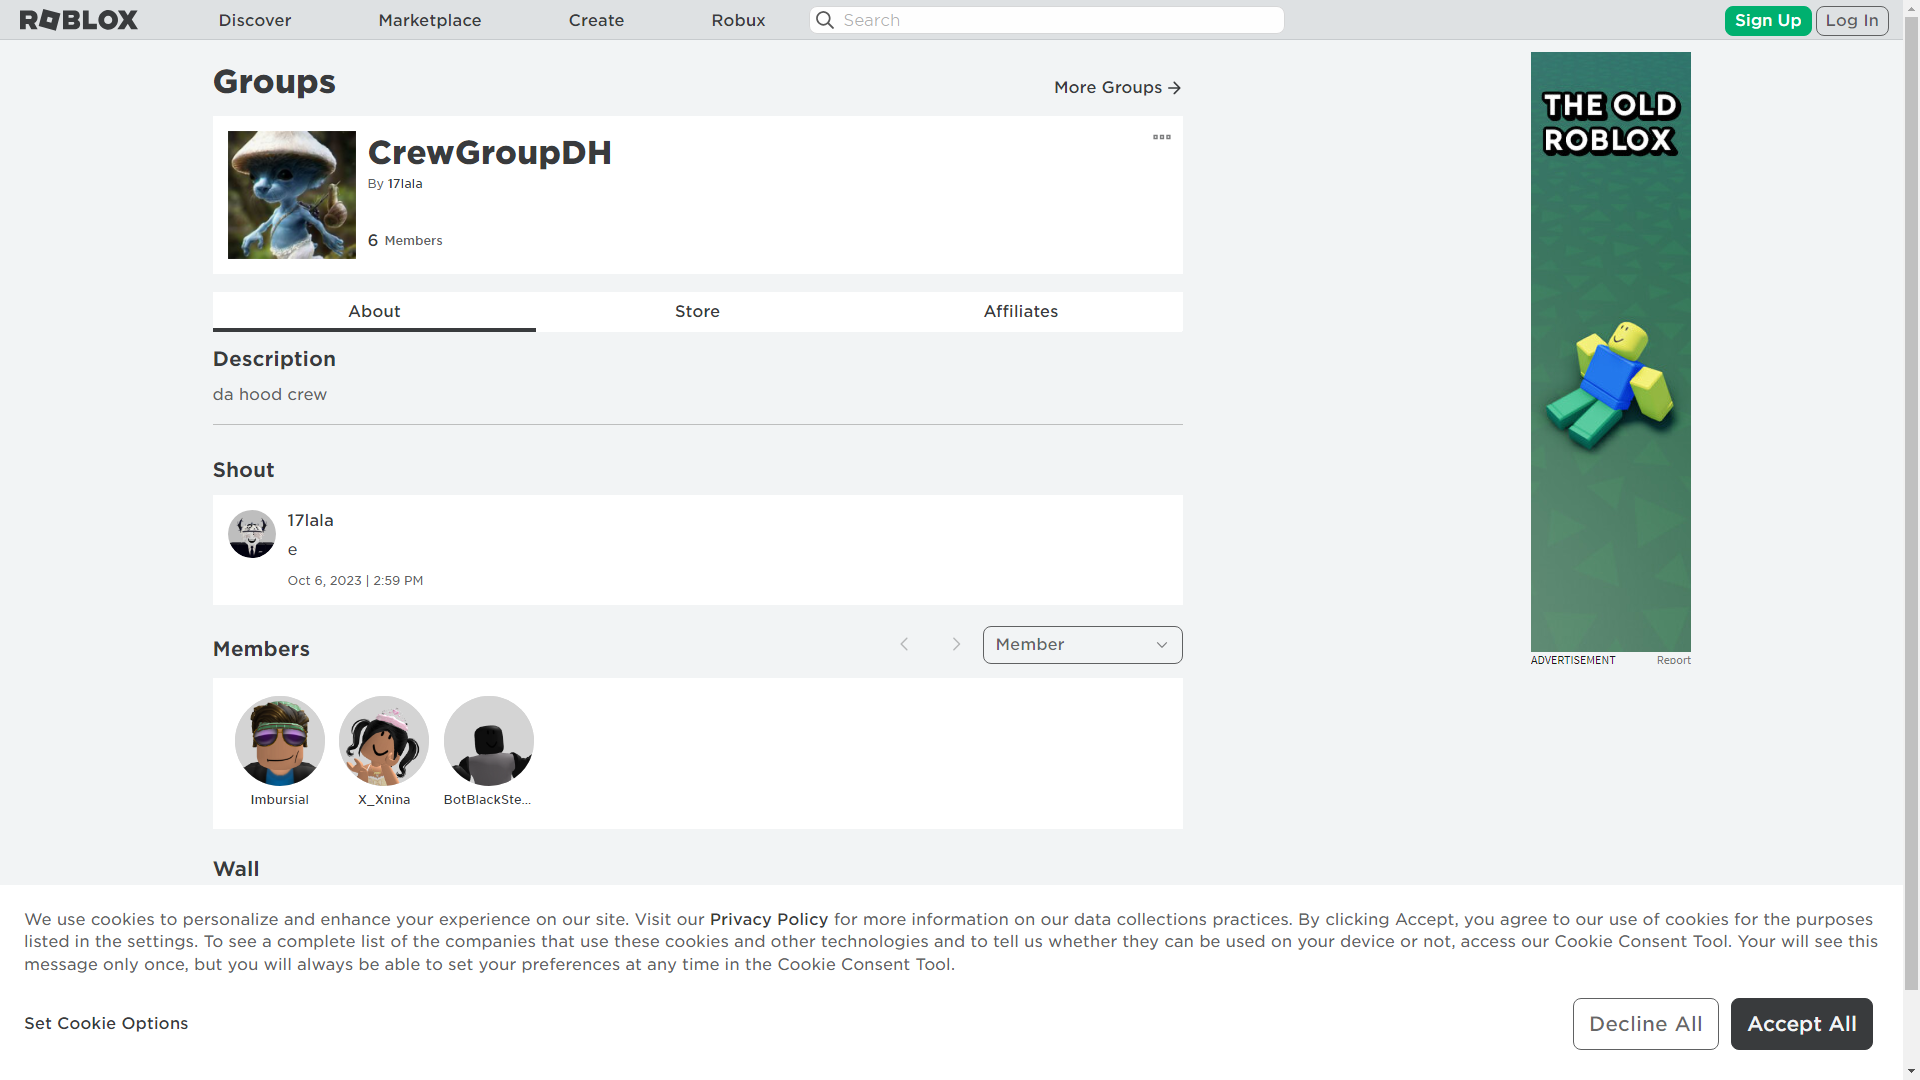 ROBLOX
Discover
Marketplace
Create
Robux
Search
Sign Up
Log In
Groups
More Groups
CrewGroupDH
By 17lala
6 Members
About
Store
Affiliates
Description
da hood crew
Shout
17lala
e
Oct 6, 2023 | 2:59 PM
Members
Member
Imbursial
X_Xnina
BotBlackSte...
Wall
THE OLD
ROBLOX
ADVERTISEMENT
Report
We use cookies to personalize and enhance your experience on our site. Visit our Privacy Policy for more information on our data collections practices. By clicking Accept, you agree to our use of cookies for the purposes
listed in the settings. To see a complete list of the companies that use these cookies and other technologies and to tell us whether they can be used on your device or not, access our Cookie Consent Tool. Your will see this
message only once, but you will always be able to set your preferences at any time in the Cookie Consent Tool.
Set Cookie Options
Decline All
Accept All